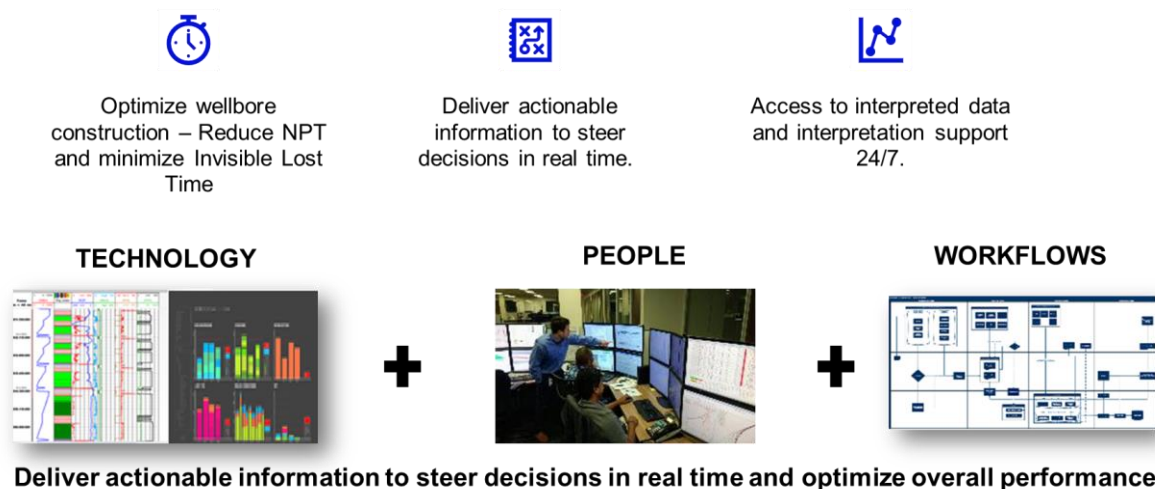 Optimize wellbore
construction – Reduce NPT
and minimize Invisible Lost
Time
Deliver actionable
information to steer
decisions in real time.
Access to interpreted data
and interpretation support
24/7.
TECHNOLOGY
PEOPLE
WORKFLOWS
Deliver actionable information to steer decisions in real time and optimize overall performance